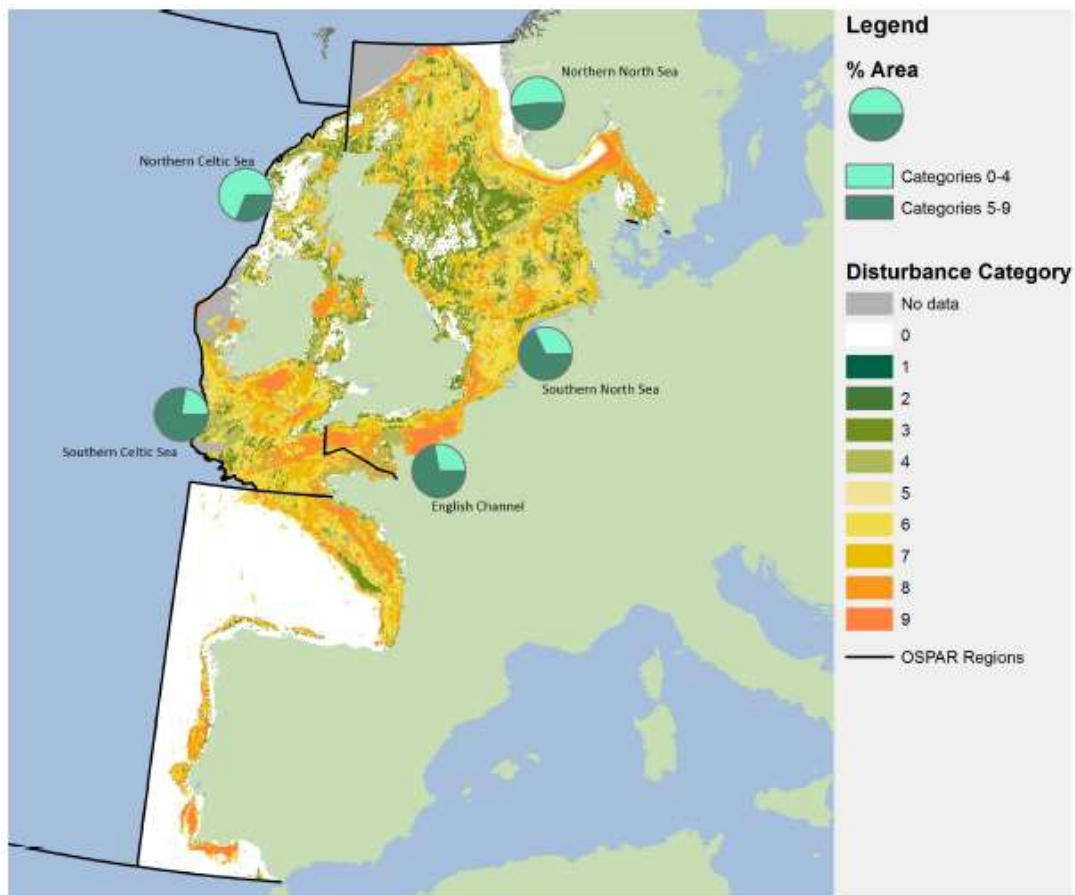 Northern North Sea
Northern Celtic Sea
Southern North Sea
Southern Celtic Sea
English Channel
Legend
% Area
Categories 0-4
Categories 5-9
Disturbance Category
No data
0
1
2
3
4
5
6
7
8
9
OSPAR Regions